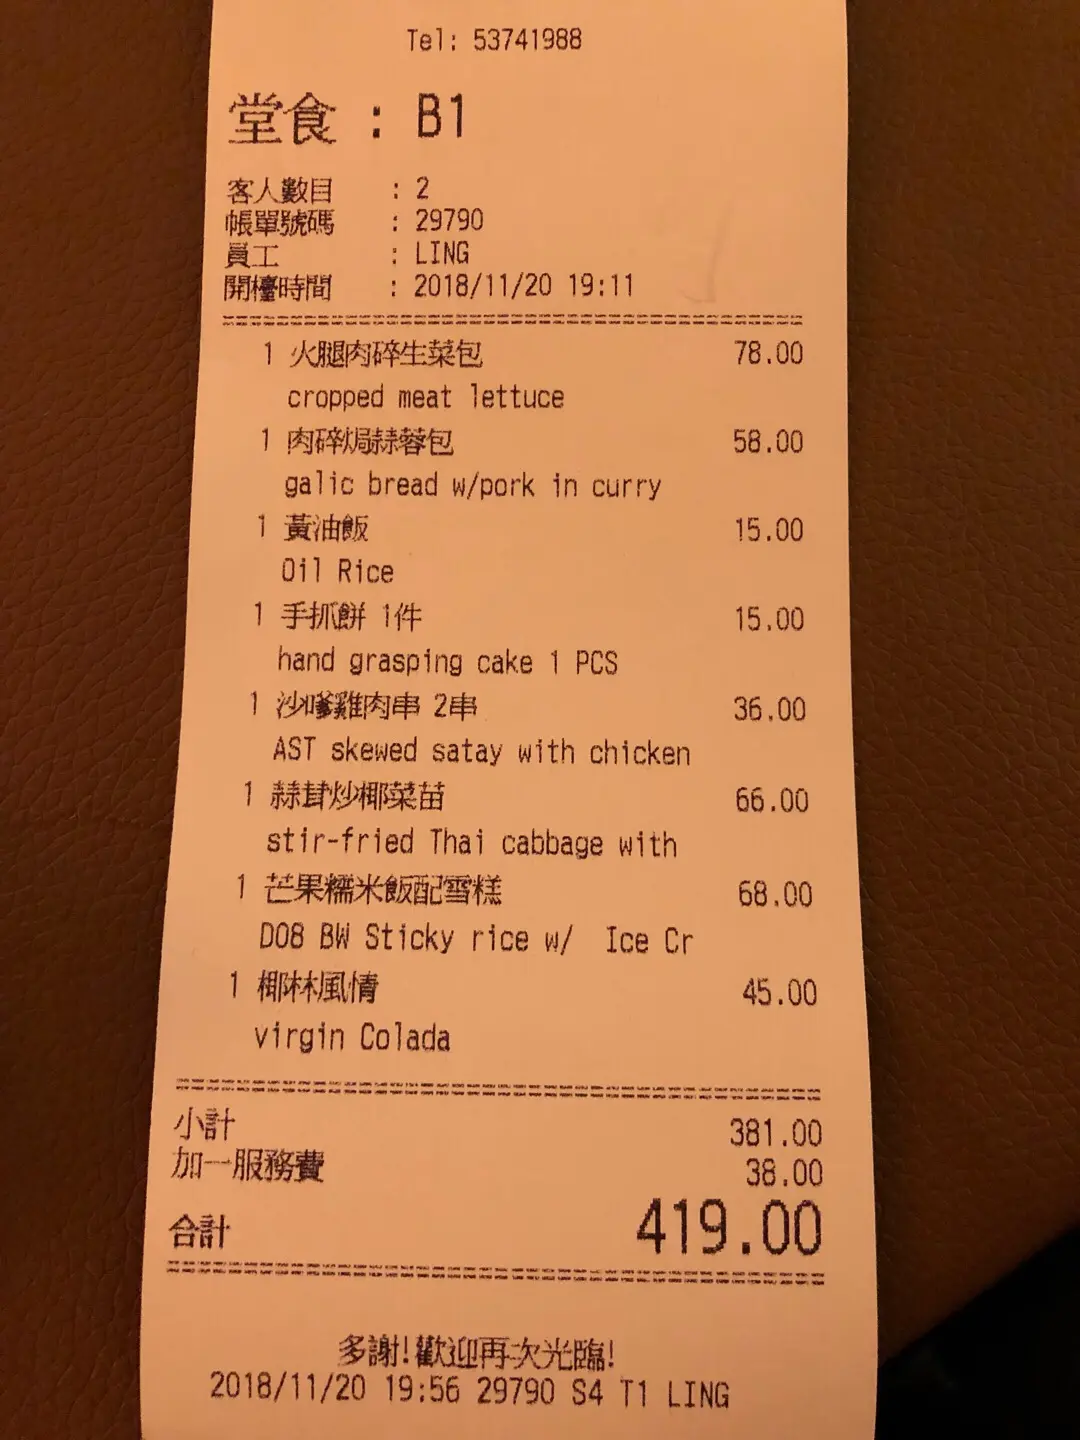 Tel: 53741988
堂食 : B1
客人數目 : 2
帳單號碼 : 29790
員工 : LING
開檯時間 : 2018/11/20 19:11
1 火腿肉碎生菜包 78.00
cropped meat lettuce
1 肉碎焗蒜蓉包 58.00
galic bread w/pork in curry
1 黃油飯 15.00
Oil Rice
1 手抓餅 1件 15.00
hand grasping cake 1 PCS
1 沙嗲雞肉串 2串 36.00
AST skewed satay with chicken
1 蒜茸炒椰菜苗 66.00
stir-fried Thai cabbage with
1 芒果糯米飯配雪糕 68.00
D08 BW Sticky rice w/ Ice Cr
1 椰林風情 45.00
virgin Colada
小計 381.00
加一服務費 38.00
合計 419.00
多謝!歡迎再次光臨!
2018/11/20 19:56 29790 S4 T1 LING